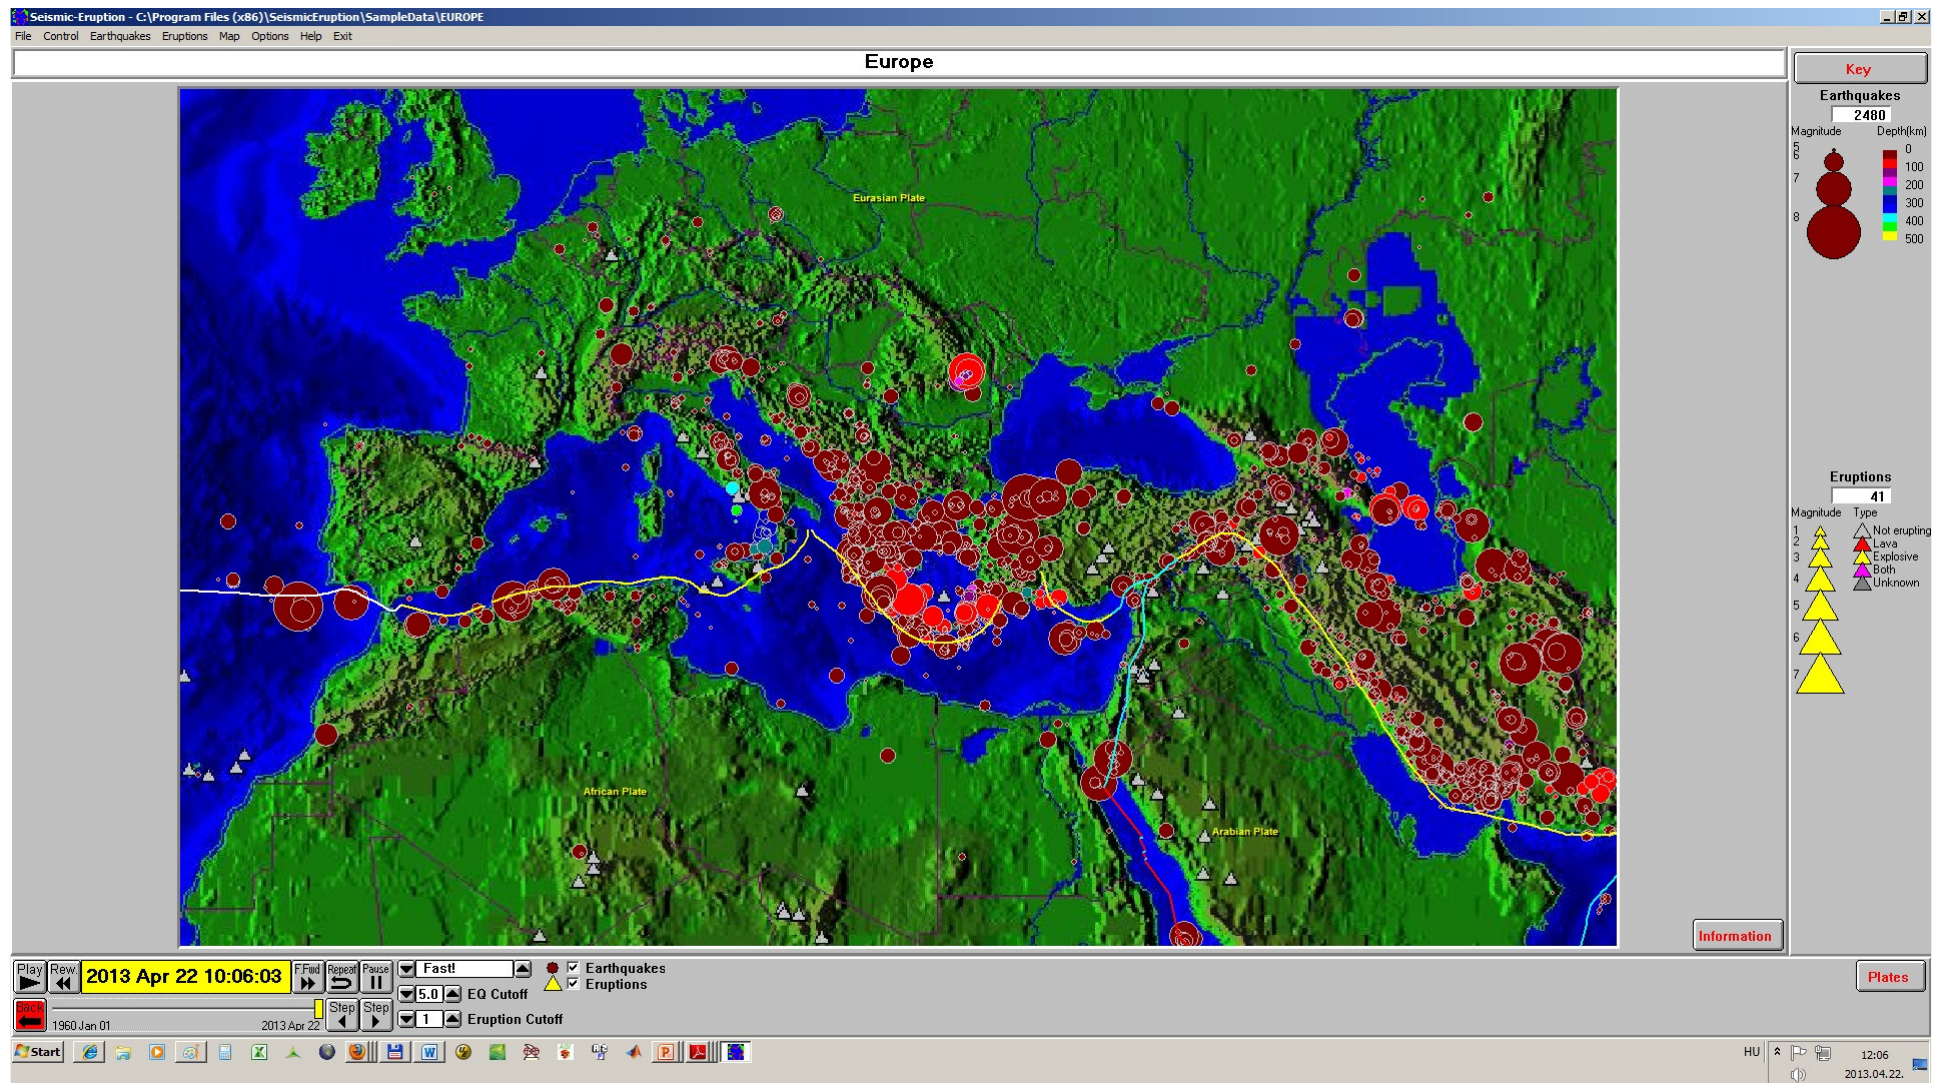 Seismic-Eruption - C:\Program Files (x86)\SeismicEruption\SampleData\EUROPE
File Control Earthquakes Eruptions Map Options Help Exit
Europe
Key
Earthquakes
2480
Magnitude Depth(km)
5
6
7
8
0
100
200
300
400
500
Eurasian Plate
African Plate
Arabian Plate
Eruptions
41
Magnitude Type
1
2
3
4
5
6
7
Not erupting
Lava
Explosive
Both
Unknown
Information
Play
Rew.
2013 Apr 22 10:06:03
F.Fwd
Repeat
Pause
Fast!
Earthquakes
Eruptions
5.0 EQ Cutoff
Back
1960 Jan 01
2013 Apr 22
Step
Step
1 Eruption Cutoff
Plates
Start
HU
12:06
2013.04.22.